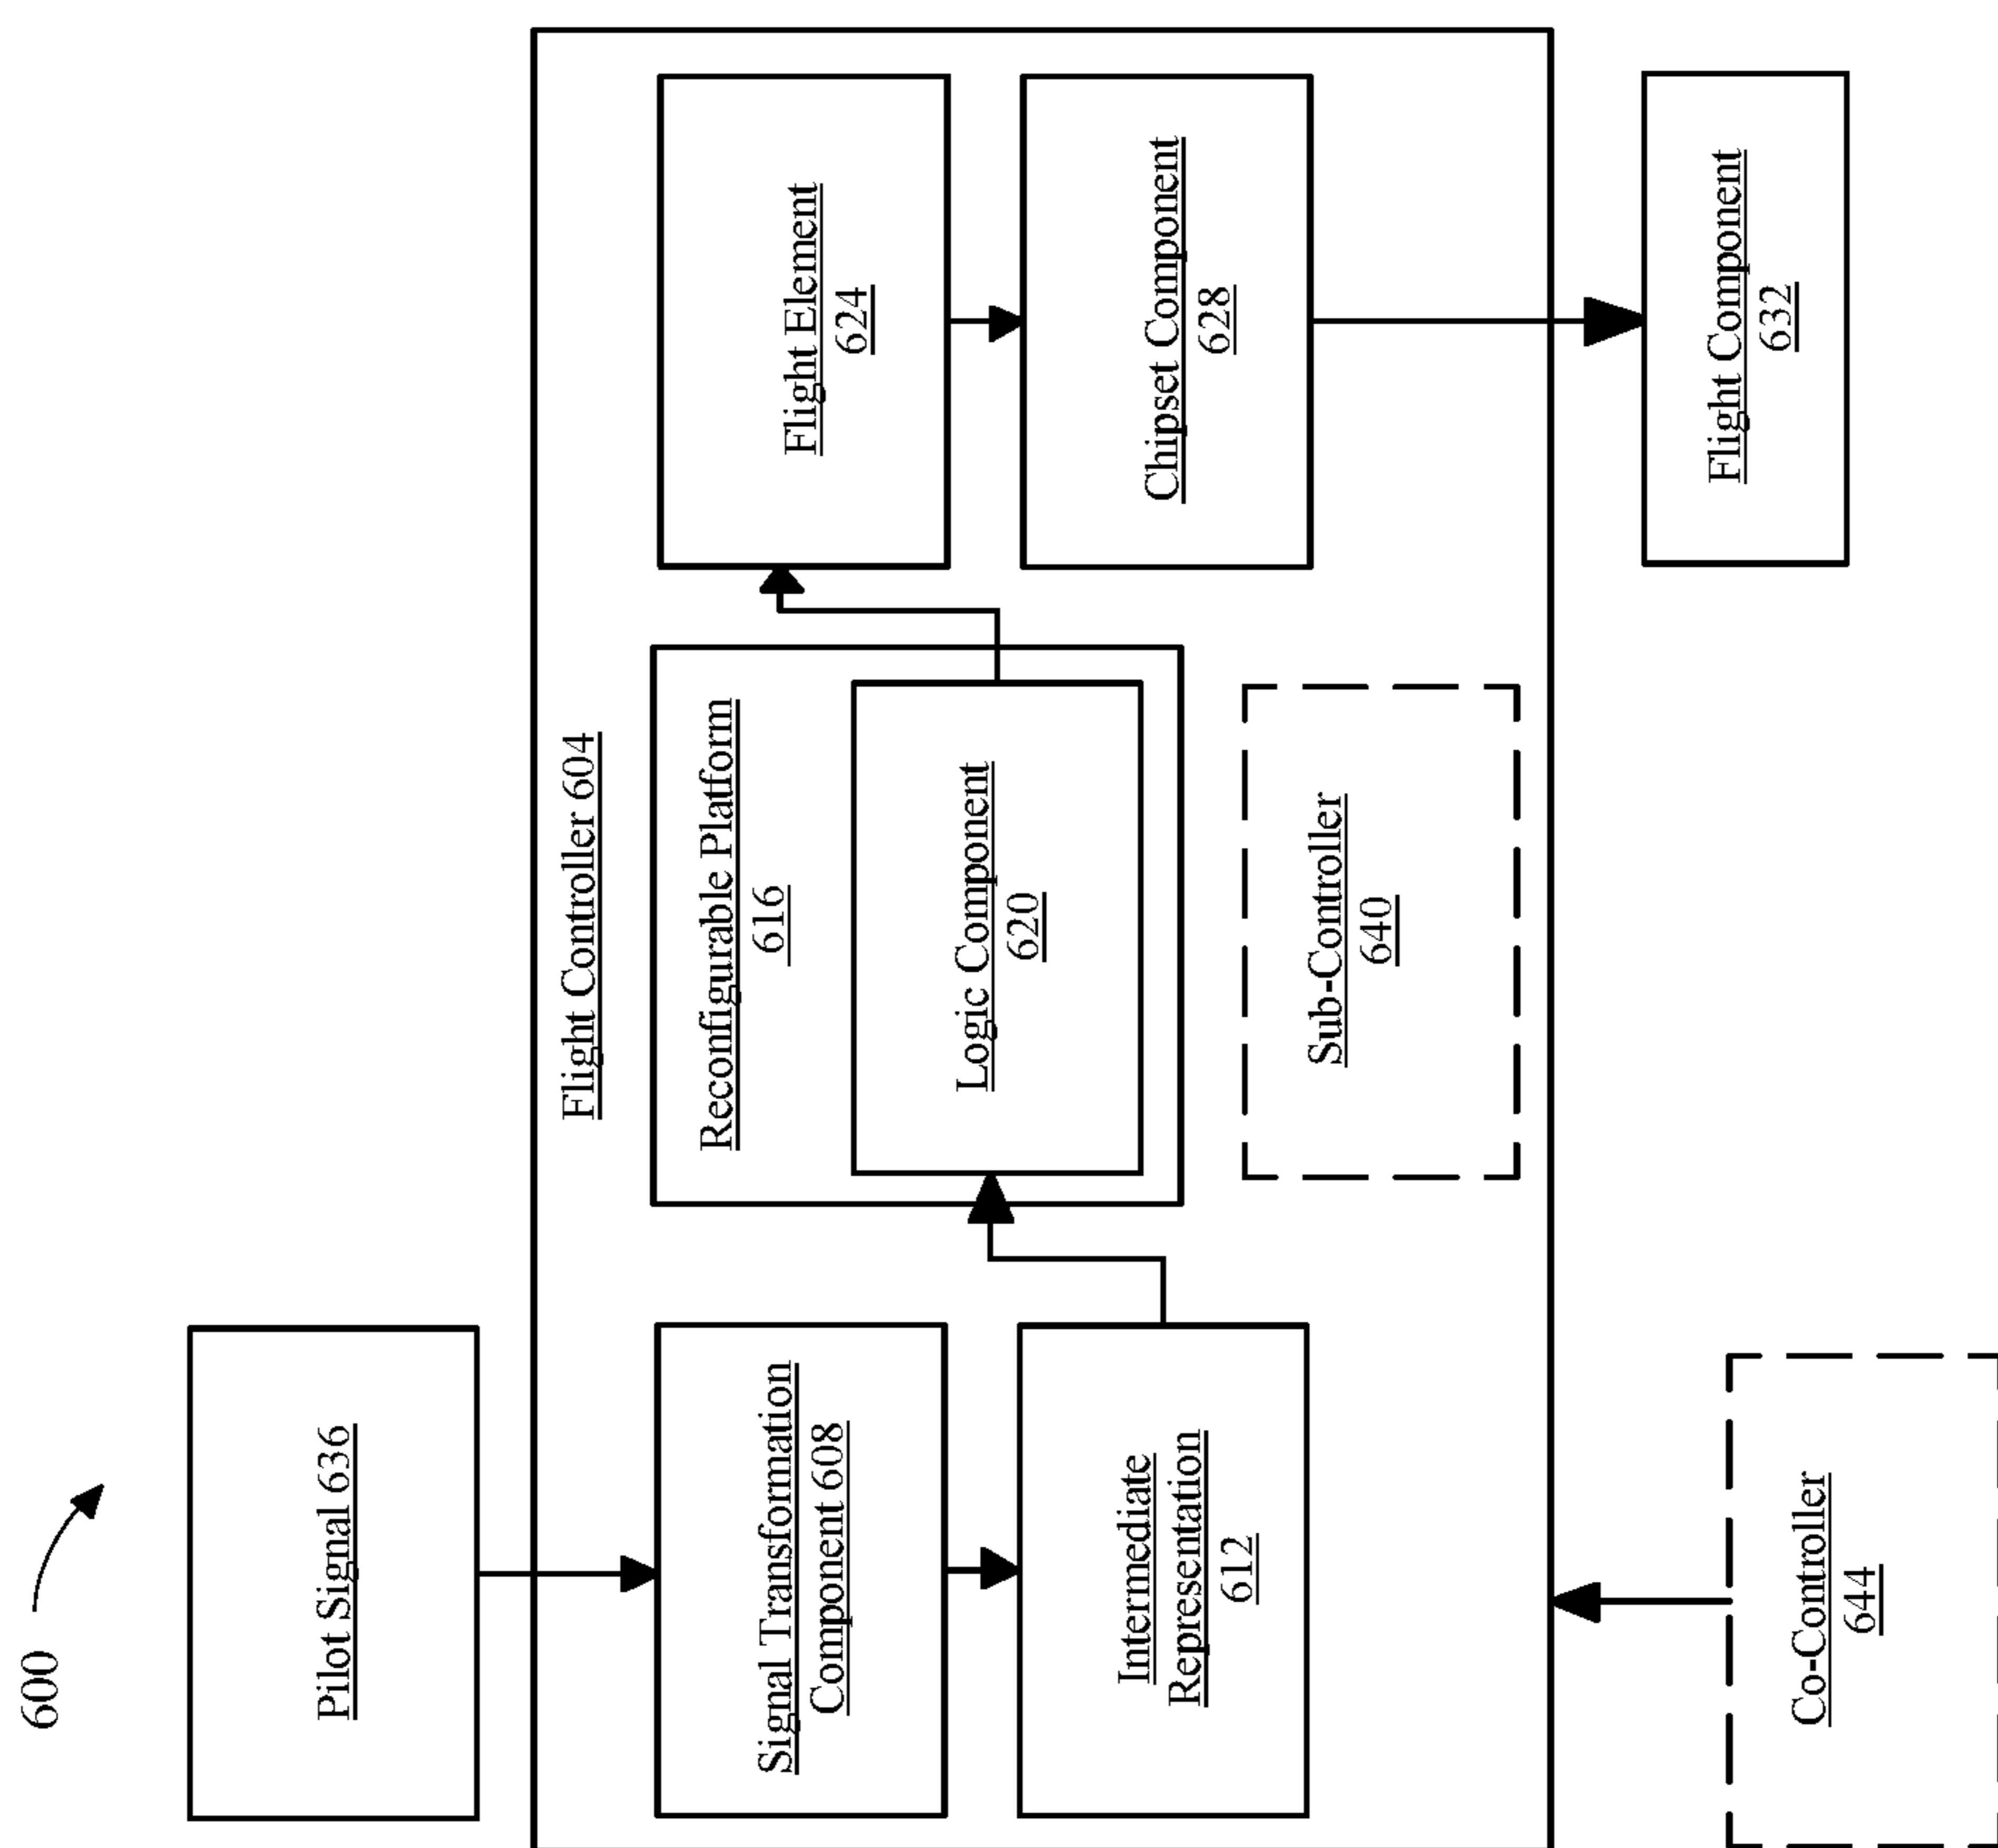 600
Pilot Signal 636
Flight Controller 604
Signal Transformation
Component 608
Intermediate
Representation
612
Reconfigurable Platform
616
Logic Component
620
Sub-Controller
640
Flight Element
624
Chipset Component
628
Co-Controller
644
Flight Component
632